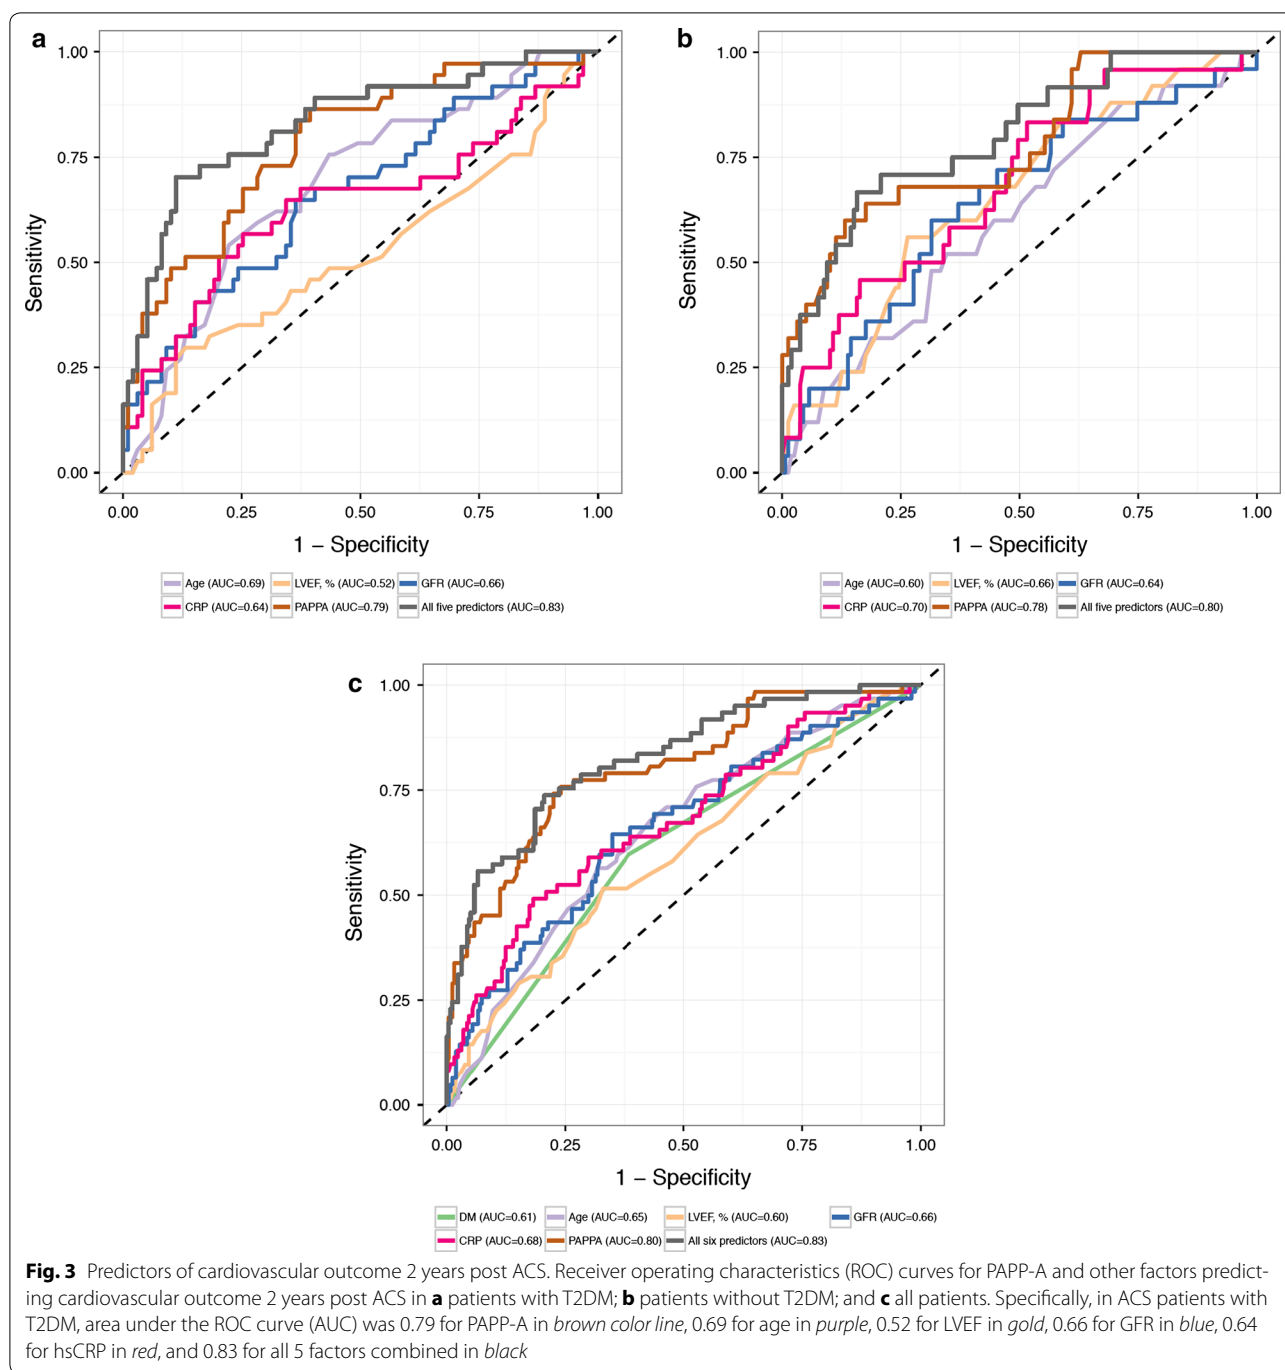 a
1.00
0.75
0.50
0.25
0.00
Sensitivity
0.00 0.25 0.50 0.75 1.00
1 – Specificity
Age (AUC=0.69) LVEF, % (AUC=0.52) GFR (AUC=0.66)
CRP (AUC=0.64) PAPPA (AUC=0.79) All five predictors (AUC=0.83)
b
1.00
0.75
0.50
0.25
0.00
Sensitivity
0.00 0.25 0.50 0.75 1.00
1 – Specificity
Age (AUC=0.60) LVEF, % (AUC=0.66) GFR (AUC=0.64)
CRP (AUC=0.70) PAPPA (AUC=0.78) All five predictors (AUC=0.80)
c
1.00
0.75
0.50
0.25
0.00
Sensitivity
0.00 0.25 0.50 0.75 1.00
1 – Specificity
DM (AUC=0.61) Age (AUC=0.65) LVEF, % (AUC=0.60) GFR (AUC=0.66)
CRP (AUC=0.68) PAPPA (AUC=0.80) All six predictors (AUC=0.83)
Fig. 3 Predictors of cardiovascular outcome 2 years post ACS. Receiver operating characteristics (ROC) curves for PAPP-A and other factors predict-
ing cardiovascular outcome 2 years post ACS in a patients with T2DM; b patients without T2DM; and c all patients. Specifically, in ACS patients with
T2DM, area under the ROC curve (AUC) was 0.79 for PAPP-A in brown color line, 0.69 for age in purple, 0.52 for LVEF in gold, 0.66 for GFR in blue, 0.64
for hsCRP in red, and 0.83 for all 5 factors combined in black